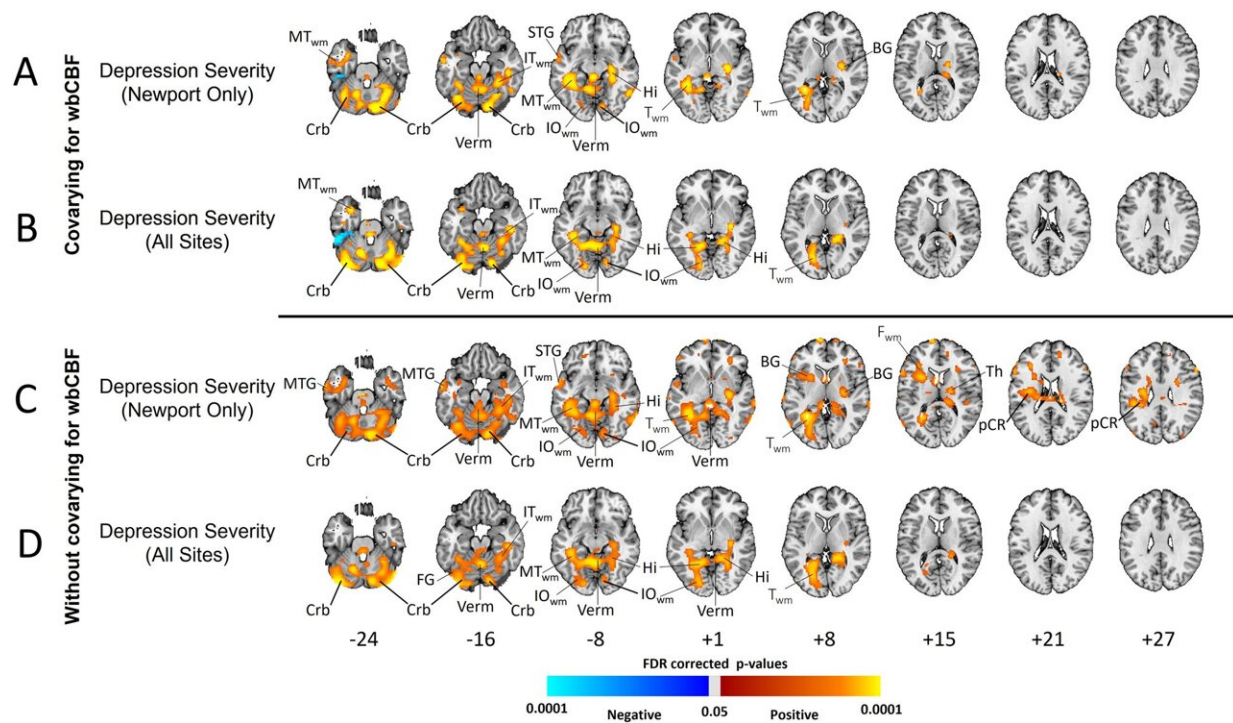 Covarying for wbCBF
A
Depression Severity
(Newport Only)
MTwm
Crb
Crb
ITwm
Verm
Crb
STG
MTwm
IOwm
Verm
IOwm
Hi
Twm
Twm
BG
B
Depression Severity
(All Sites)
MTwm
Crb
Crb
ITwm
Verm
Crb
MTwm
IOwm
Verm
IOwm
Hi
Hi
Twm
Without covarying for wbCBF
C
Depression Severity
(Newport Only)
MTG
Crb
Crb
MTG
ITwm
Verm
Crb
STG
MTwm
IO
Verm
IOwm
Hi
Twm
Verm
BG
BG
Twm
Fwm
Th
pCR
pCR
D
Depression Severity
(All Sites)
Crb
Crb
ITwm
FG
Verm
Crb
MTwm
IOwm
Verm
IOwm
Hi
Hi
Verm
Twm
-24 -16 -8 +1 +8 +15 +21 +27
FDR corrected p-values
0.0001 Negative 0.05 Positive 0.0001